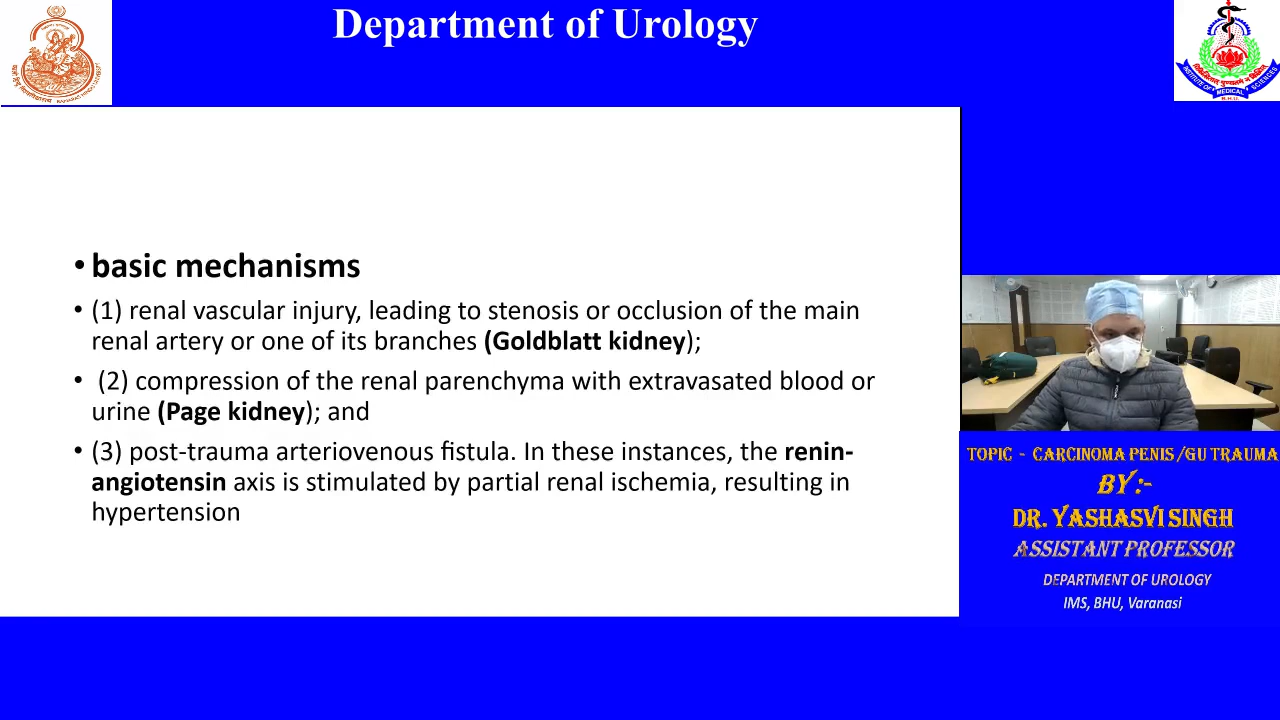 Department of Urology
INSTITUTE OF MEDICAL SCIENCES
B.H.U.
• basic mechanisms
• (1) renal vascular injury, leading to stenosis or occlusion of the main
renal artery or one of its branches (Goldblatt kidney);
• (2) compression of the renal parenchyma with extravasated blood or
urine (Page kidney); and
• (3) post-trauma arteriovenous fistula. In these instances, the renin-
angiotensin axis is stimulated by partial renal ischemia, resulting in
hypertension
TOPIC - CARCINOMA PENIS /GU TRAUMA
BY:-
DR. YASHASVI SINGH
ASSISTANT PROFESSOR
DEPARTMENT OF UROLOGY
IMS, BHU, Varanasi